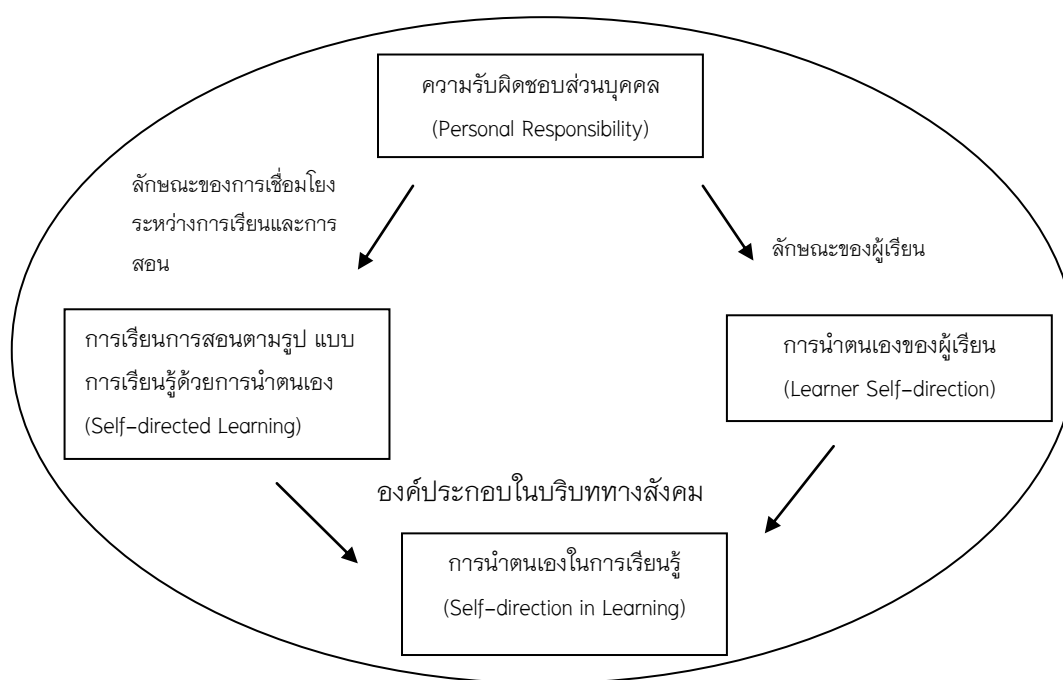 ความรับผิดชอบส่วนบุคคล
(Personal Responsibility)
ลักษณะของการเชื่อมโยง
ระหว่างการเรียนและการ
สอน
ลักษณะของผู้เรียน
การเรียนการสอนตามรูป แบบ
การเรียนรู้ด้วยการนำตนเอง
(Self-directed Learning)
การนำตนเองของผู้เรียน
(Learner Self-direction)
องค์ประกอบในบริบททางสังคม
การนำตนเองในการเรียนรู้
(Self-direction in Learning)